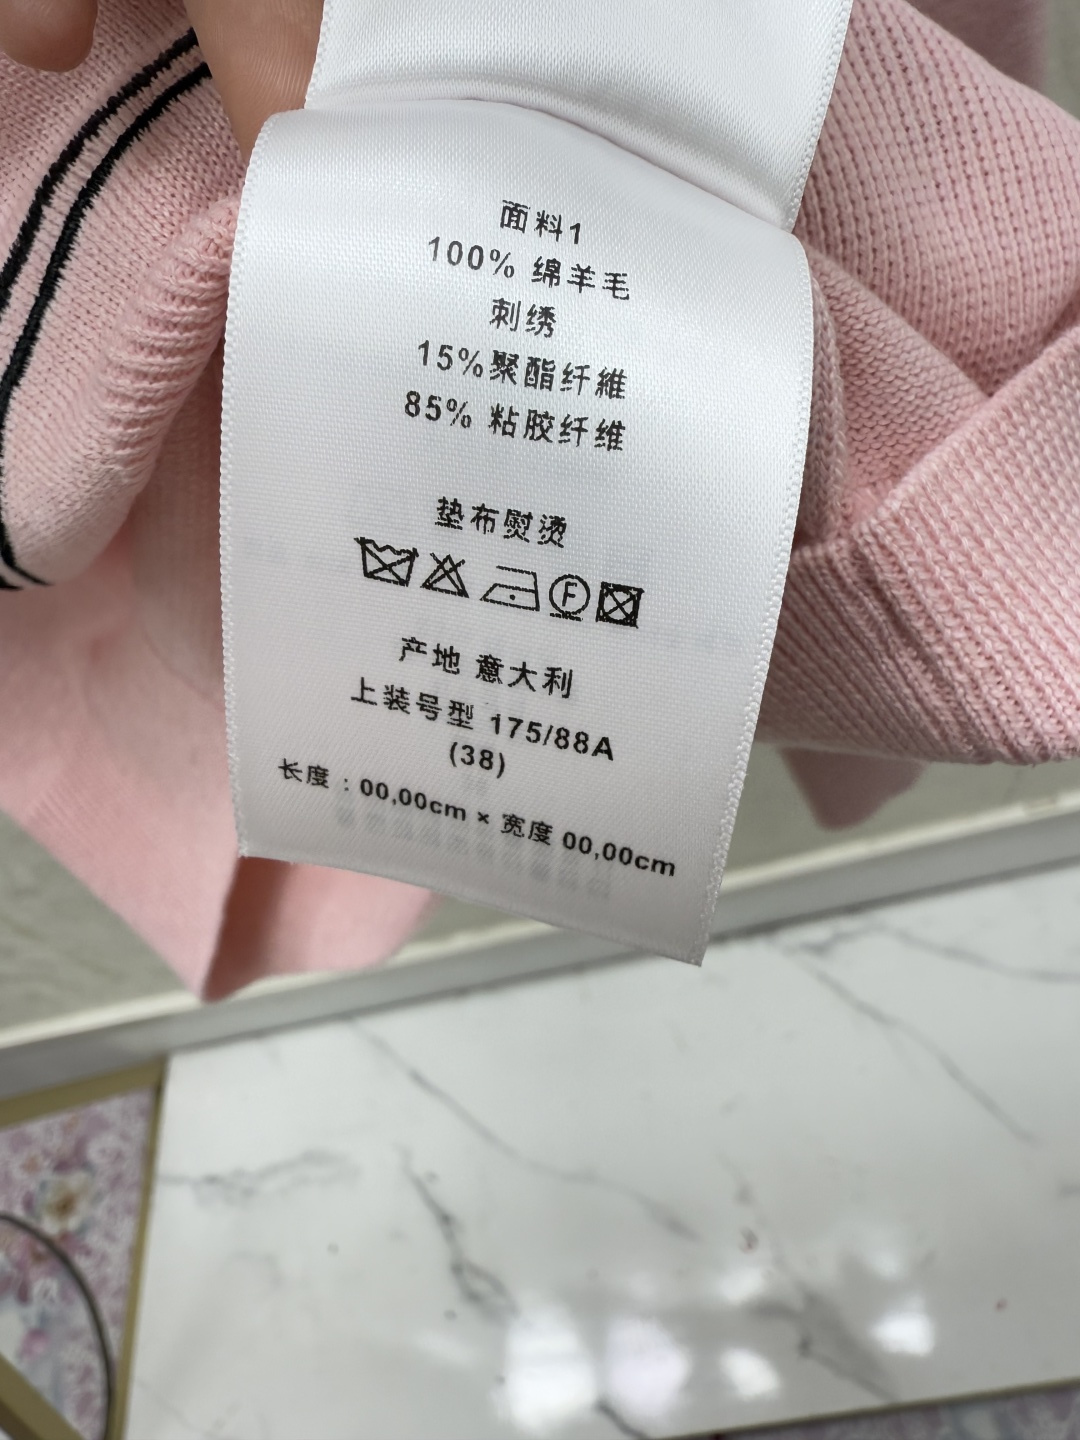 面料1
100% 绵羊毛
刺绣
15%聚酯纤維
85% 粘胶纤维
垫布熨烫
F
产地 意大利
上装号型 175/88A
(38)
长度：00,00cm × 宽度 00,00cm